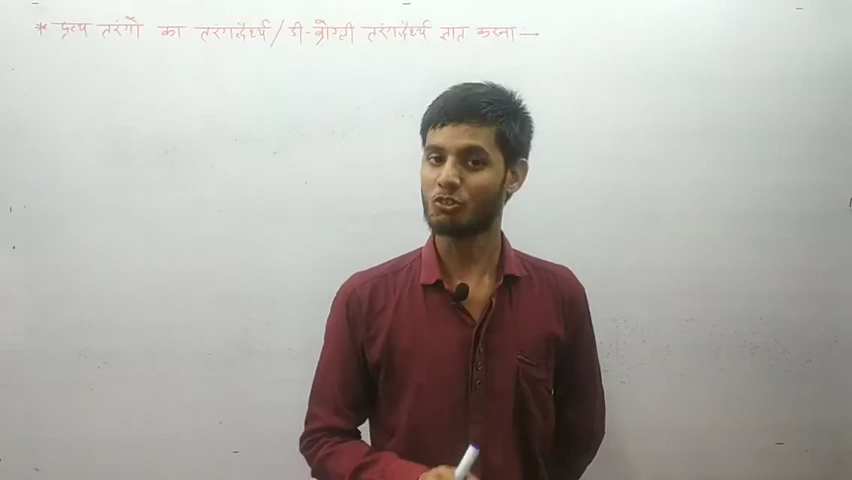 * द्रव्य तरंगों का तरंगदैर्ध्य / डी-ब्रोग्ली तरंगदैर्ध्य ज्ञात करना :-